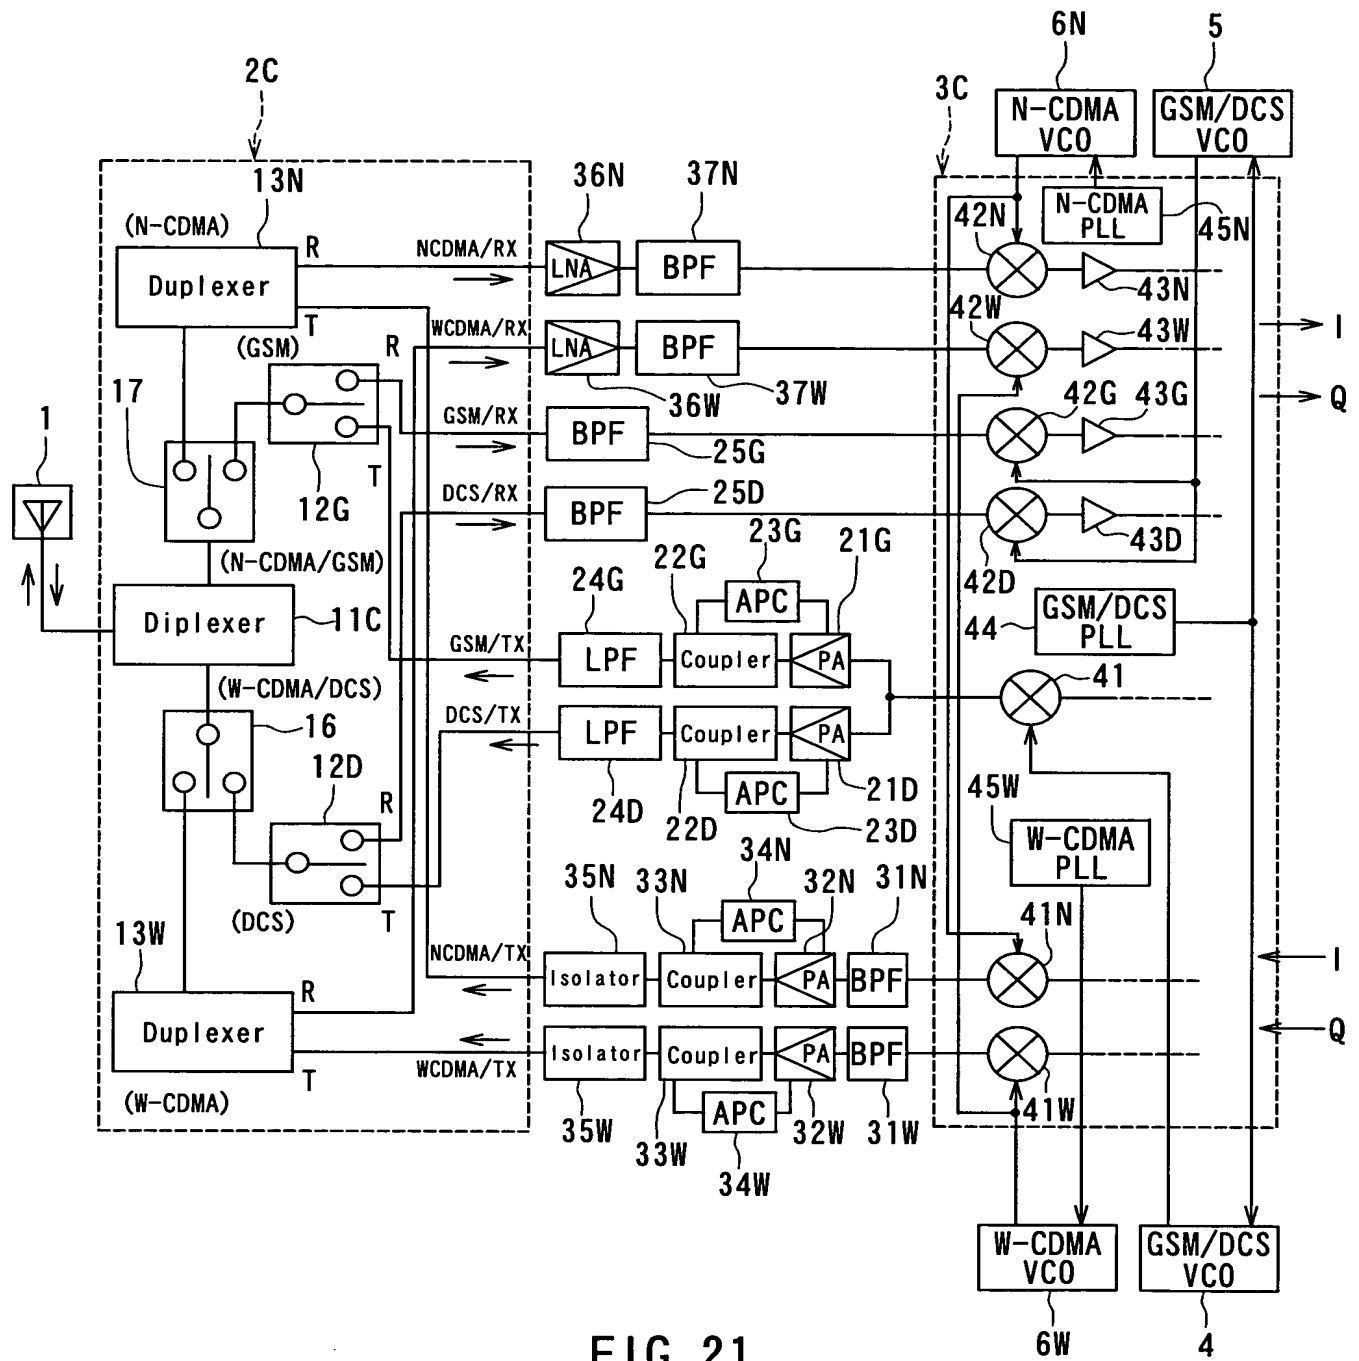 6N
5
2C
3C
N-CDMA
VCO
GSM/DCS
VCO
13N
36N
37N
(N-CDMA)
R
NCDMA/RX
LNA
BPF
42N
N-CDMA
PLL
45N
Duplexer
T
43N
(GSM)
R
WCDMA/RX
LNA
BPF
42W
43W
I
17
36W
37W
42G
43G
Q
1
GSM/RX
BPF
25G
T
12G
DCS/RX
BPF
25D
43D
42D
(N-CDMA/GSM)
24G
22G
23G
21G
APC
GSM/DCS
PLL
44
Diplexer
11C
GSM/TX
LPF
Coupler
PA
41
(W-CDMA/DCS)
16
DCS/TX
LPF
Coupler
PA
12D
R
24D
22D
APC
23D
21D
45W
W-CDMA
PLL
34N
35N
33N
32N
31N
(DCS)
T
APC
41N
13W
NCDMA/TX
Isolator
Coupler
PA
BPF
I
R
Duplexer
Isolator
Coupler
PA
BPF
Q
T
WCDMA/TX
(W-CDMA)
35W
33W
APC
34W
32W
31W
41W
W-CDMA
VCO
GSM/DCS
VCO
6W
4
FIG.21